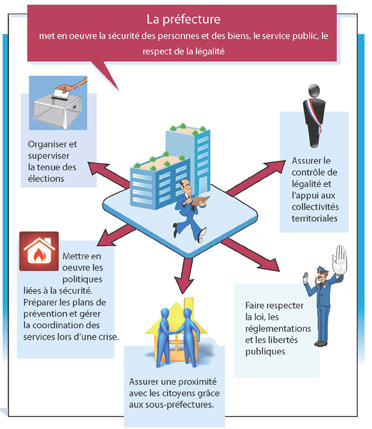 La préfecture
met en oeuvre la sécurité des personnes et des biens, le service public, le
respect de la légalité
Organiser et
superviser
la tenue des
élections
Assurer le
contrôle de
légalité et
l'appui aux
collectivités
territoriales
Mettre en
oeuvre les
politiques
liées à la sécurité.
Préparer les plans de
prévention et gérer
la coordination des
services lors d'une crise.
Faire respecter
la loi, les
réglementations
et les libertés
publiques
Assurer une proximité
avec les citoyens grâce
aux sous-préfectures.